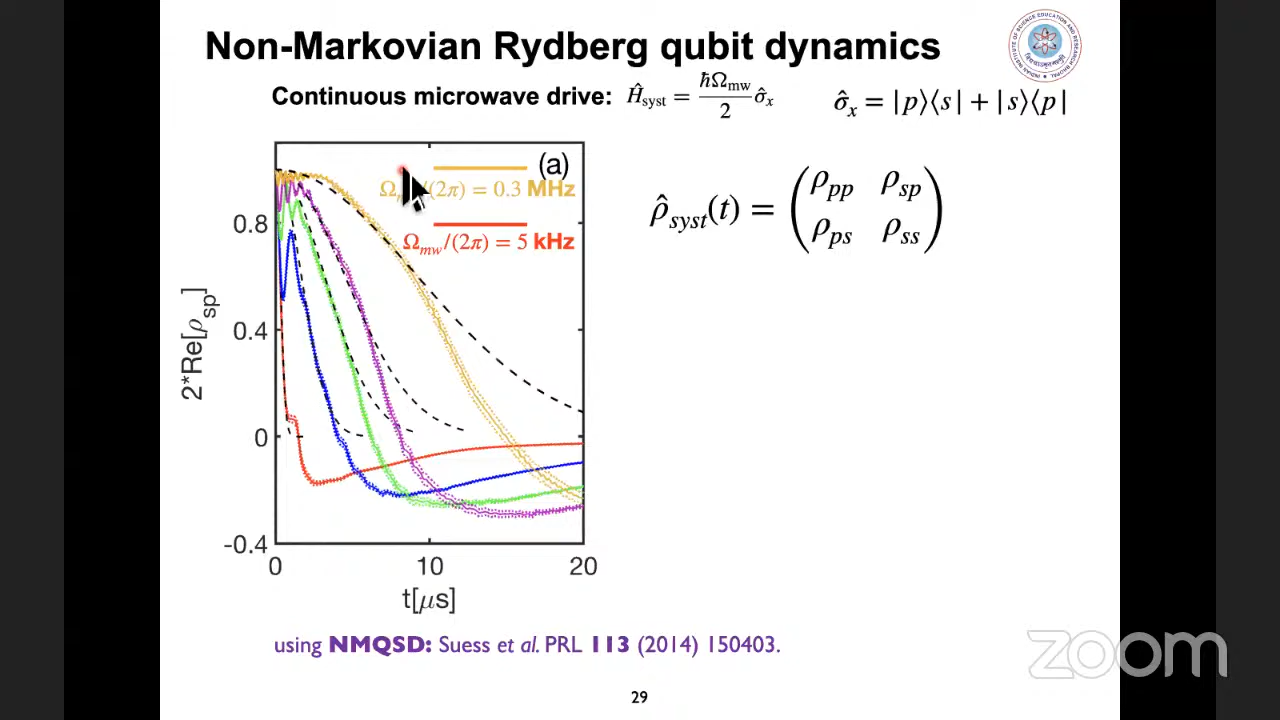 Non-Markovian Rydberg qubit dynamics
Continuous microwave drive: Ĥ_syst = ħΩ_mw/2 σ̂_x    σ̂_x = |p⟩⟨s| + |s⟩⟨p|
(a)
/(2π) = 0.3 MHz
Ω_mw/(2π) = 5 kHz
ρ̂_syst(t) = ( ρ_pp ρ_sp
ρ_ps ρ_ss )
2*Re[ρ_sp]
0.8
0.4
0
-0.4
0 10 20
t[μs]
using NMQSD: Suess et al. PRL 113 (2014) 150403.
zoom
29